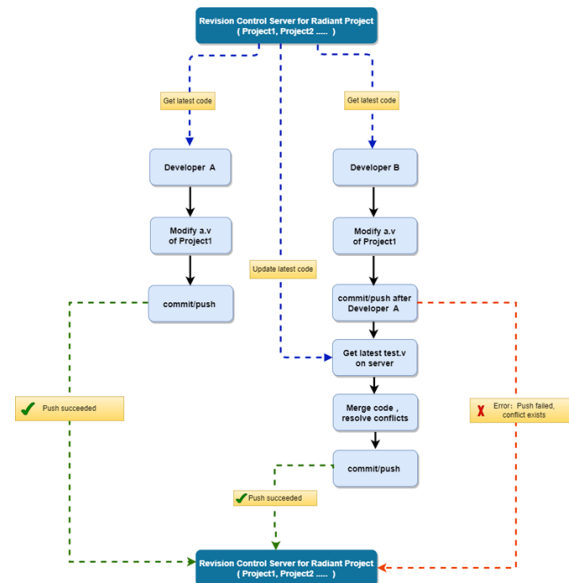 Revision Control Server for Radiant Project
( Project1, Project2 ..... )
Get latest code
Get latest code
Developer A
Developer B
Modify a.v
of Project1
Modify a.v
of Project1
Update latest code
commit/push
commit/push after
Developer A
Get latest test.v
on server
Push succeeded
Merge code ,
resolve conflicts
X Error: Push failed,
conflict exists
commit/push
Push succeeded
Revision Control Server for Radiant Project
( Project1, Project2 ..... )